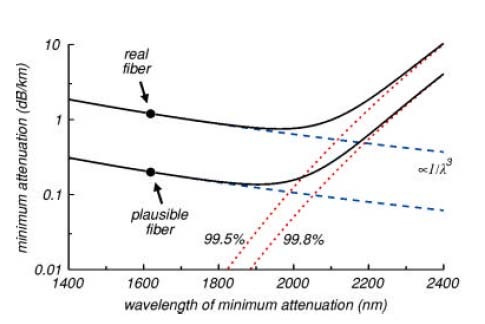 minimum attenuation (dB/km)
10
1
0.1
0.01
real
fiber
plausible
fiber
99.5%
99.8%
∝1/λ³
1400
1600
1800
2000
2200
2400
wavelength of minimum attenuation (nm)